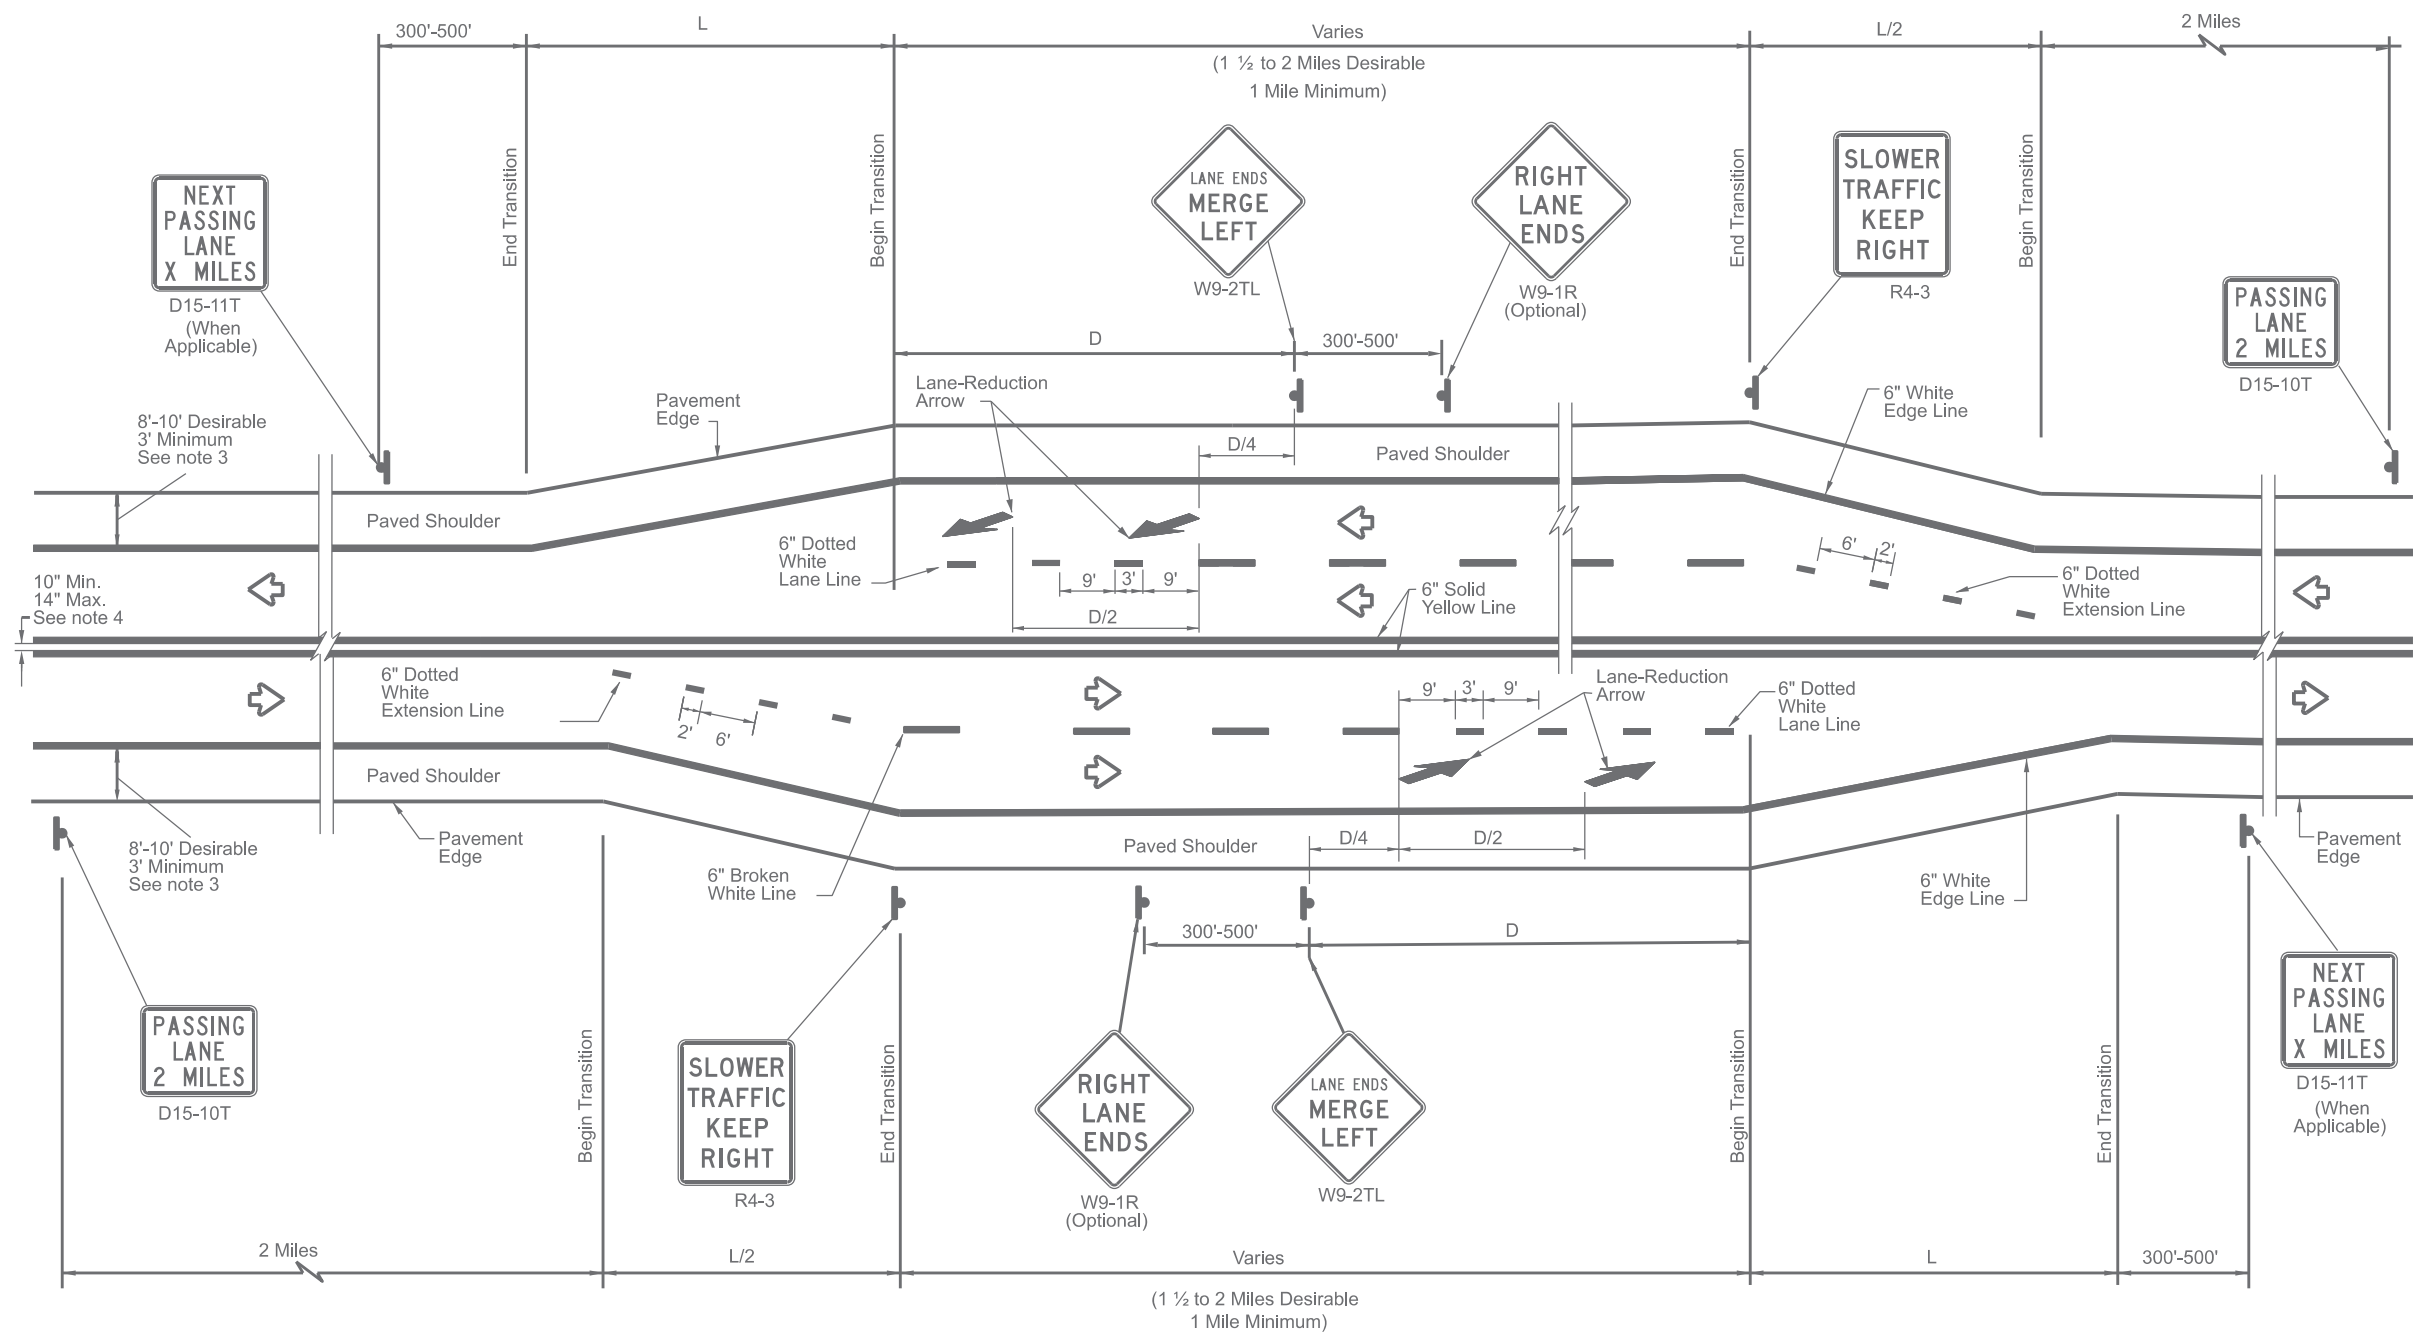 300'-500'
L
Varies
(1 ½ to 2 Miles Desirable
1 Mile Minimum)
L/2
2 Miles
End Transition
Begin Transition
End Transition
Begin Transition
NEXT
PASSING
LANE
X MILES
D15-11T
(When
Applicable)
LANE ENDS
MERGE
LEFT
W9-2TL
RIGHT
LANE
ENDS
W9-1R
(Optional)
SLOWER
TRAFFIC
KEEP
RIGHT
R4-3
PASSING
LANE
2 MILES
D15-10T
D
300'-500'
8'-10' Desirable
3' Minimum
See note 3
Pavement
Edge
Lane-Reduction
Arrow
D/4
Paved Shoulder
6" White
Edge Line
Paved Shoulder
6" Dotted
White
Lane Line
9'
3'
9'
D/2
6" Solid
Yellow Line
6'
2'
6" Dotted
White
Extension Line
10" Min.
14" Max.
See note 4
6" Dotted
White
Extension Line
2'
6'
9'
3'
9'
Lane-Reduction
Arrow
6" Dotted
White
Lane Line
Paved Shoulder
8'-10' Desirable
3' Minimum
See note 3
Pavement
Edge
6" Broken
White Line
Paved Shoulder
D/4
D/2
6" White
Edge Line
Pavement
Edge
300'-500'
D
PASSING
LANE
2 MILES
D15-10T
Begin Transition
SLOWER
TRAFFIC
KEEP
RIGHT
R4-3
End Transition
RIGHT
LANE
ENDS
W9-1R
(Optional)
LANE ENDS
MERGE
LEFT
W9-2TL
Begin Transition
End Transition
NEXT
PASSING
LANE
X MILES
D15-11T
(When
Applicable)
2 Miles
L/2
Varies
(1 ½ to 2 Miles Desirable
1 Mile Minimum)
L
300'-500'